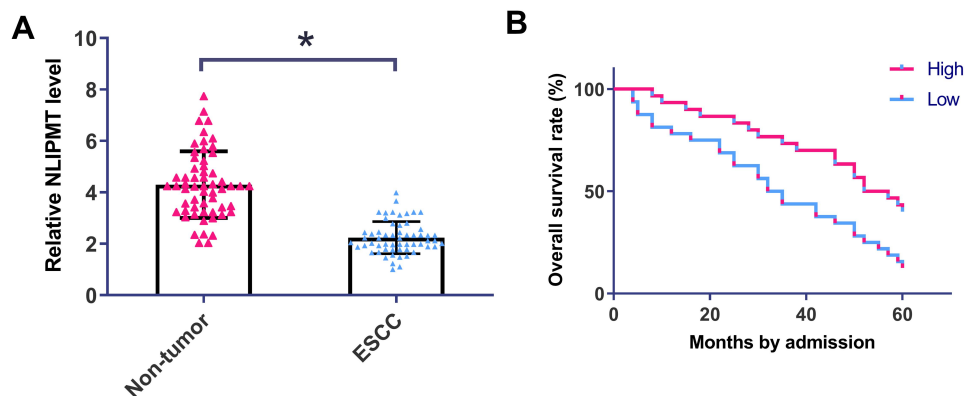 A
Relative NLIPMT level
10
8
6
4
2
0
*
Non-tumor
ESCC
B
Overall survival rate (%)
100
50
0
0
20
40
60
Months by admission
High
Low